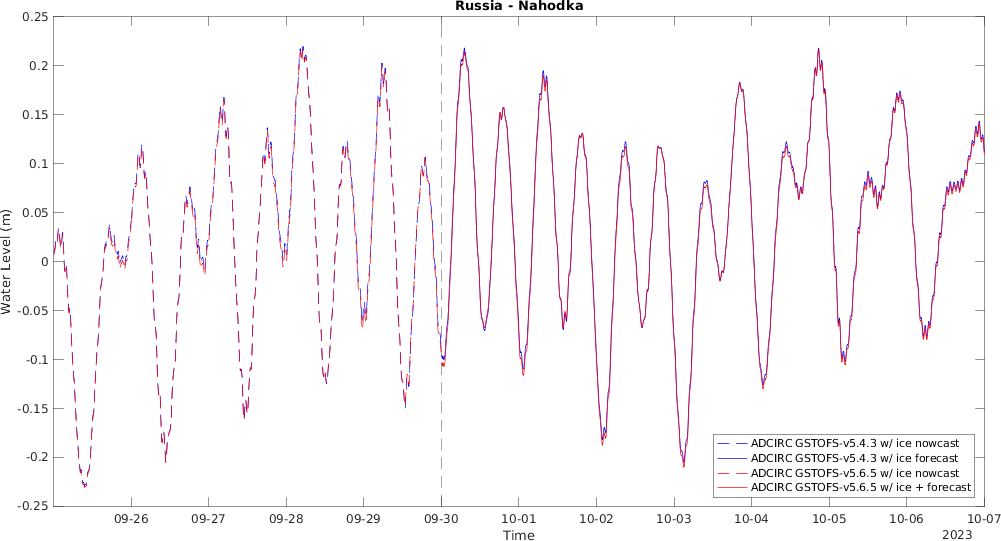 Russia - Nahodka
0.25
0.2
0.15
0.1
0.05
0
-0.05
-0.1
-0.15
-0.2
-0.25
Water Level (m)
ADCIRC GSTOFS-v5.4.3 w/ ice nowcast
ADCIRC GSTOFS-v5.4.3 w/ ice forecast
ADCIRC GSTOFS-v5.6.5 w/ ice nowcast
ADCIRC GSTOFS-v5.6.5 w/ ice + forecast
09-26 09-27 09-28 09-29 09-30 10-01 10-02 10-03 10-04 10-05 10-06 10-07
Time
2023